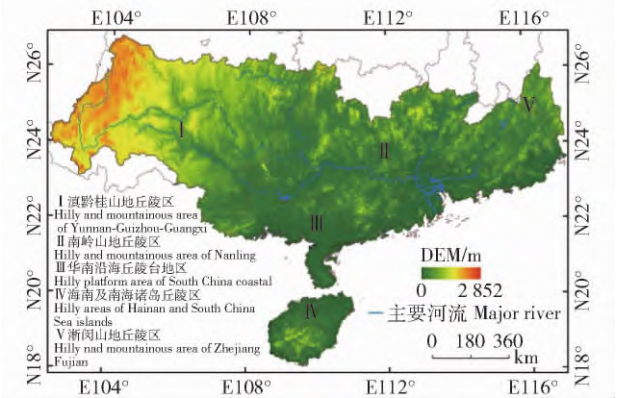 E104° E108° E112° E116°
N26°
N24°
N22°
N20°
N18°
N26°
N24°
N22°
N20°
N18°
Ⅰ
Ⅱ
Ⅲ
Ⅳ
Ⅴ
Ⅰ滇黔桂山地丘陵区
Hilly and mountainous area
of Yunnan-Guizhou-Guangxi
Ⅱ南岭山地丘陵区
Hilly and mountainous area of Nanling
Ⅲ华南沿海丘陵台地区
Hilly platform area of South China coastal
Ⅳ海南及南海诸岛丘陵区
Hilly areas of Hainan and South China
Sea islands
Ⅴ浙闪山地丘陵区
Hilly nad mountainous area of Zhejiang
Fujian
DEM/m
0 2 852
主要河流 Major river
0 180 360
km
E104° E108° E112° E116°